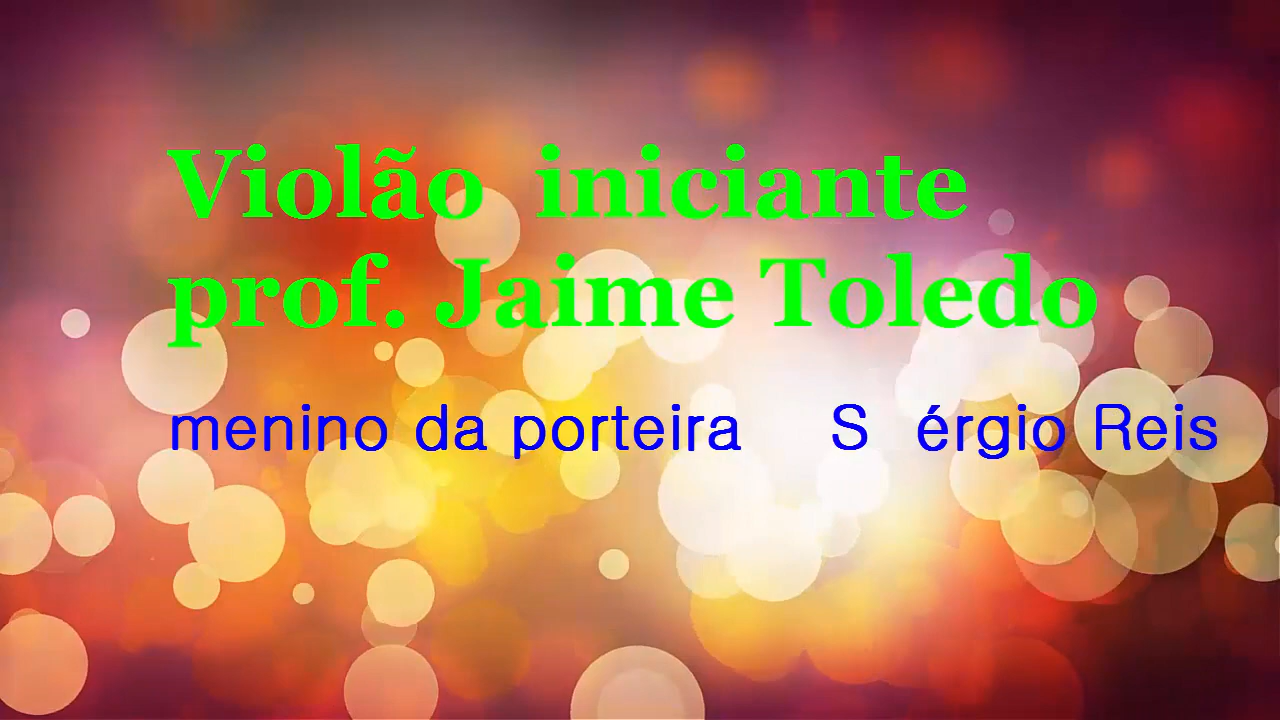 Violão iniciante
prof. Jaime Toledo
menino da porteira S érgio Reis